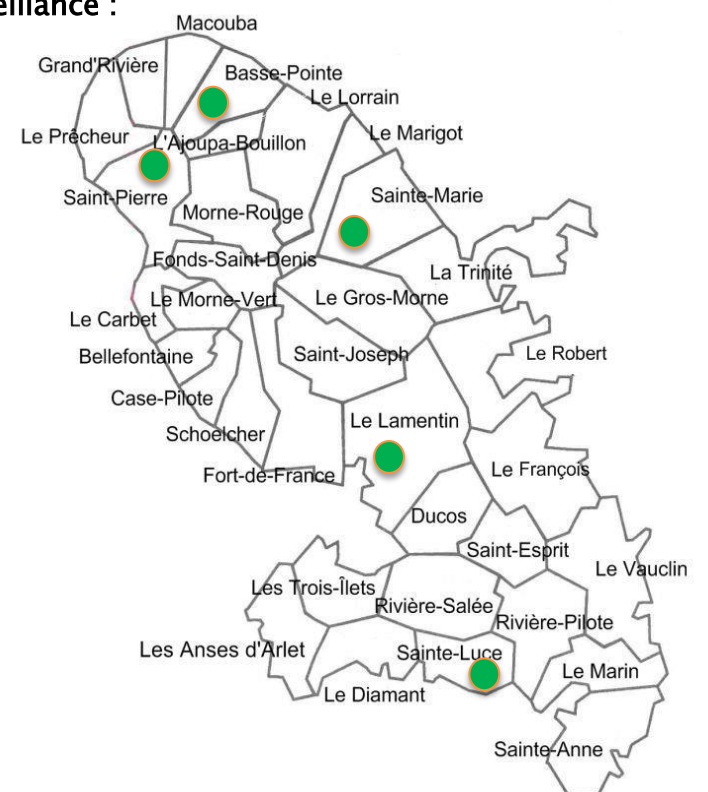 eillance :
Macouba
Grand'Rivière
Basse-Pointe
Le Lorrain
Le Prêcheur
L'Ajoupa-Bouillon
Le Marigot
Saint-Pierre
Sainte-Marie
Morne-Rouge
Fonds-Saint-Denis
La Trinité
Le Morne-Vert
Le Gros-Morne
Le Carbet
Bellefontaine
Saint-Joseph
Le Robert
Case-Pilote
Le Lamentin
Schoelcher
Fort-de-France
Le François
Ducos
Saint-Esprit
Le Vauclin
Les Trois-Îlets
Rivière-Salée
Rivière-Pilote
Les Anses d'Arlet
Sainte-Luce
Le Marin
Le Diamant
Sainte-Anne